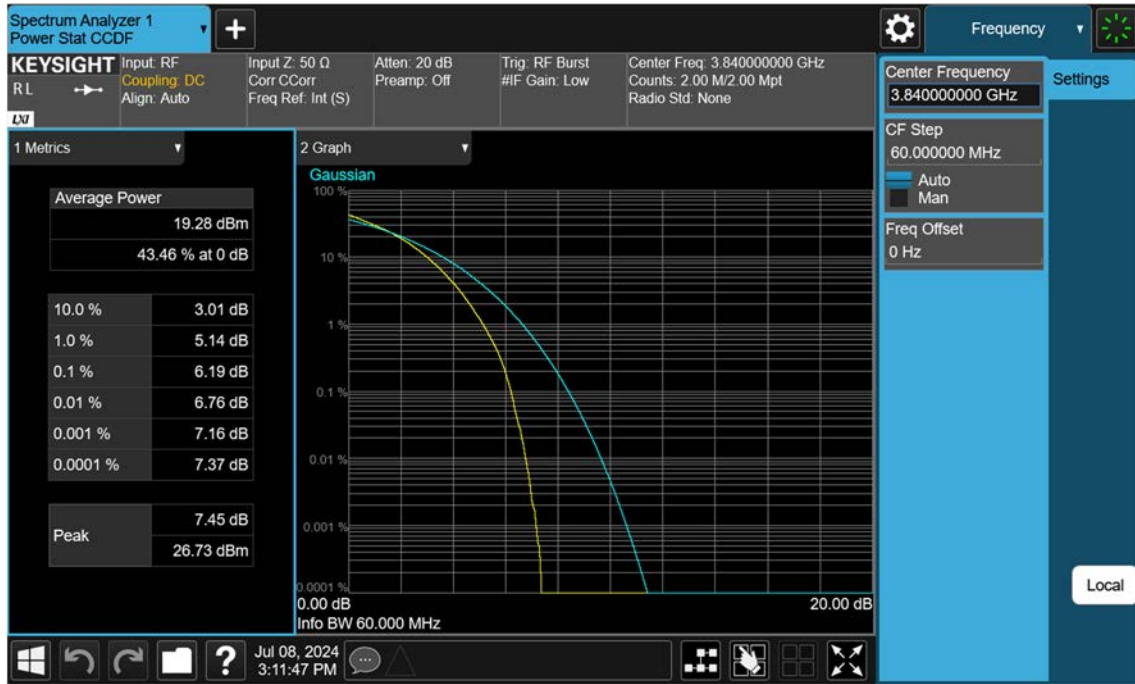 Spectrum Analyzer 1
Power Stat CCDF
Frequency
KEYSIGHT
R L
LXI
Input: RF
Coupling: DC
Align: Auto
Input Z: 50 Ω
Corr CCorr
Freq Ref: Int (S)
Atten: 20 dB
Preamp: Off
Trig: RF Burst
#IF Gain: Low
Center Freq: 3.840000000 GHz
Counts: 2.00 M/2.00 Mpt
Radio Std: None
Center Frequency
3.840000000 GHz
Settings
CF Step
60.000000 MHz
Auto
Man
Freq Offset
0 Hz
1 Metrics
Average Power
19.28 dBm
43.46 % at 0 dB
10.0 % 3.01 dB
1.0 % 5.14 dB
0.1 % 6.19 dB
0.01 % 6.76 dB
0.001 % 7.16 dB
0.0001 % 7.37 dB
Peak
7.45 dB
26.73 dBm
2 Graph
Gaussian
100 %
10 %
1 %
0.1 %
0.01 %
0.001 %
0.0001 %
0.00 dB 20.00 dB
Info BW 60.000 MHz
Local
?
Jul 08, 2024
3:11:47 PM